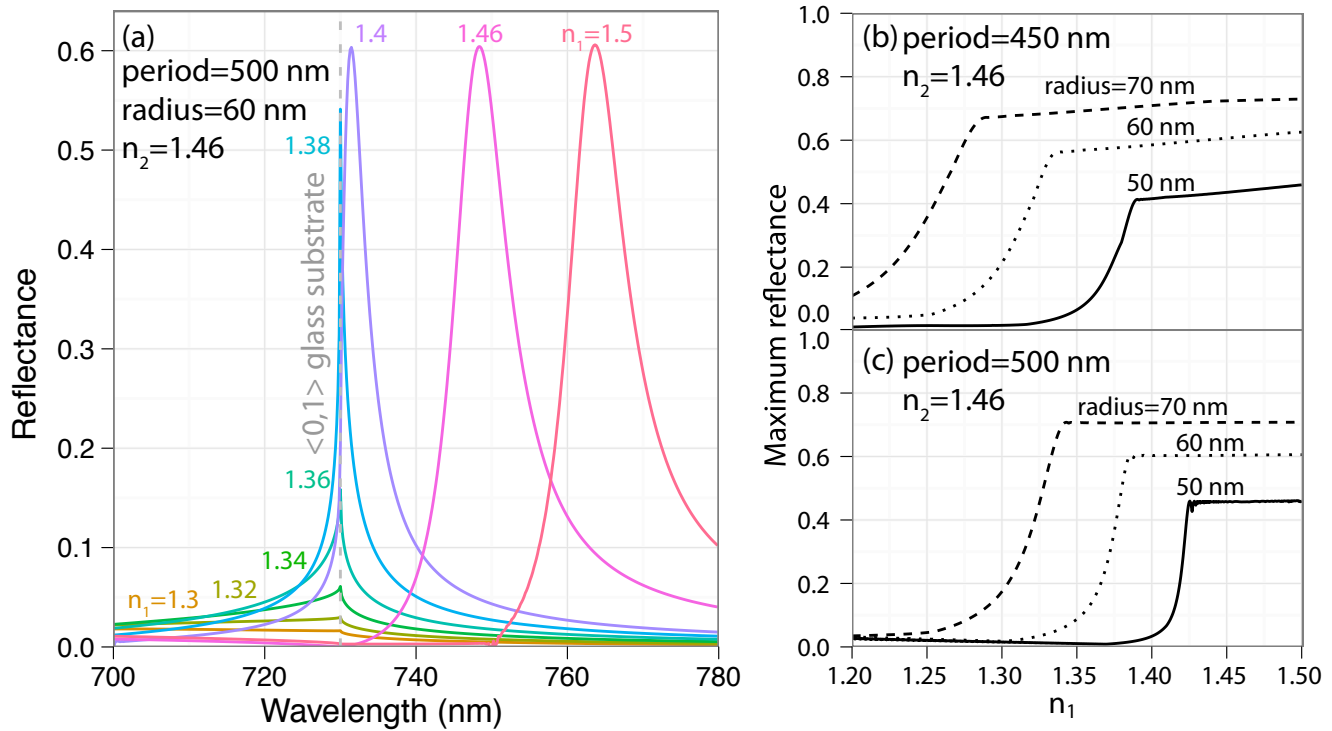 (a)
period=500 nm
radius=60 nm
n2=1.46
1.4
1.46
n1=1.5
1.38
1.36
1.34
1.32
n1=1.3
<0,1> glass substrate
0.6
0.5
0.4
0.3
0.2
0.1
0.0
Reflectance
700
720
740
760
780
Wavelength (nm)
(b) period=450 nm
n2=1.46
radius=70 nm
60 nm
50 nm
1.0
0.8
0.6
0.4
0.2
0.0
Maximum reflectance
(c) period=500 nm
n2=1.46
radius=70 nm
60 nm
50 nm
1.0
0.8
0.6
0.4
0.2
0.0
1.20
1.25
1.30
1.35
1.40
1.45
1.50
n1